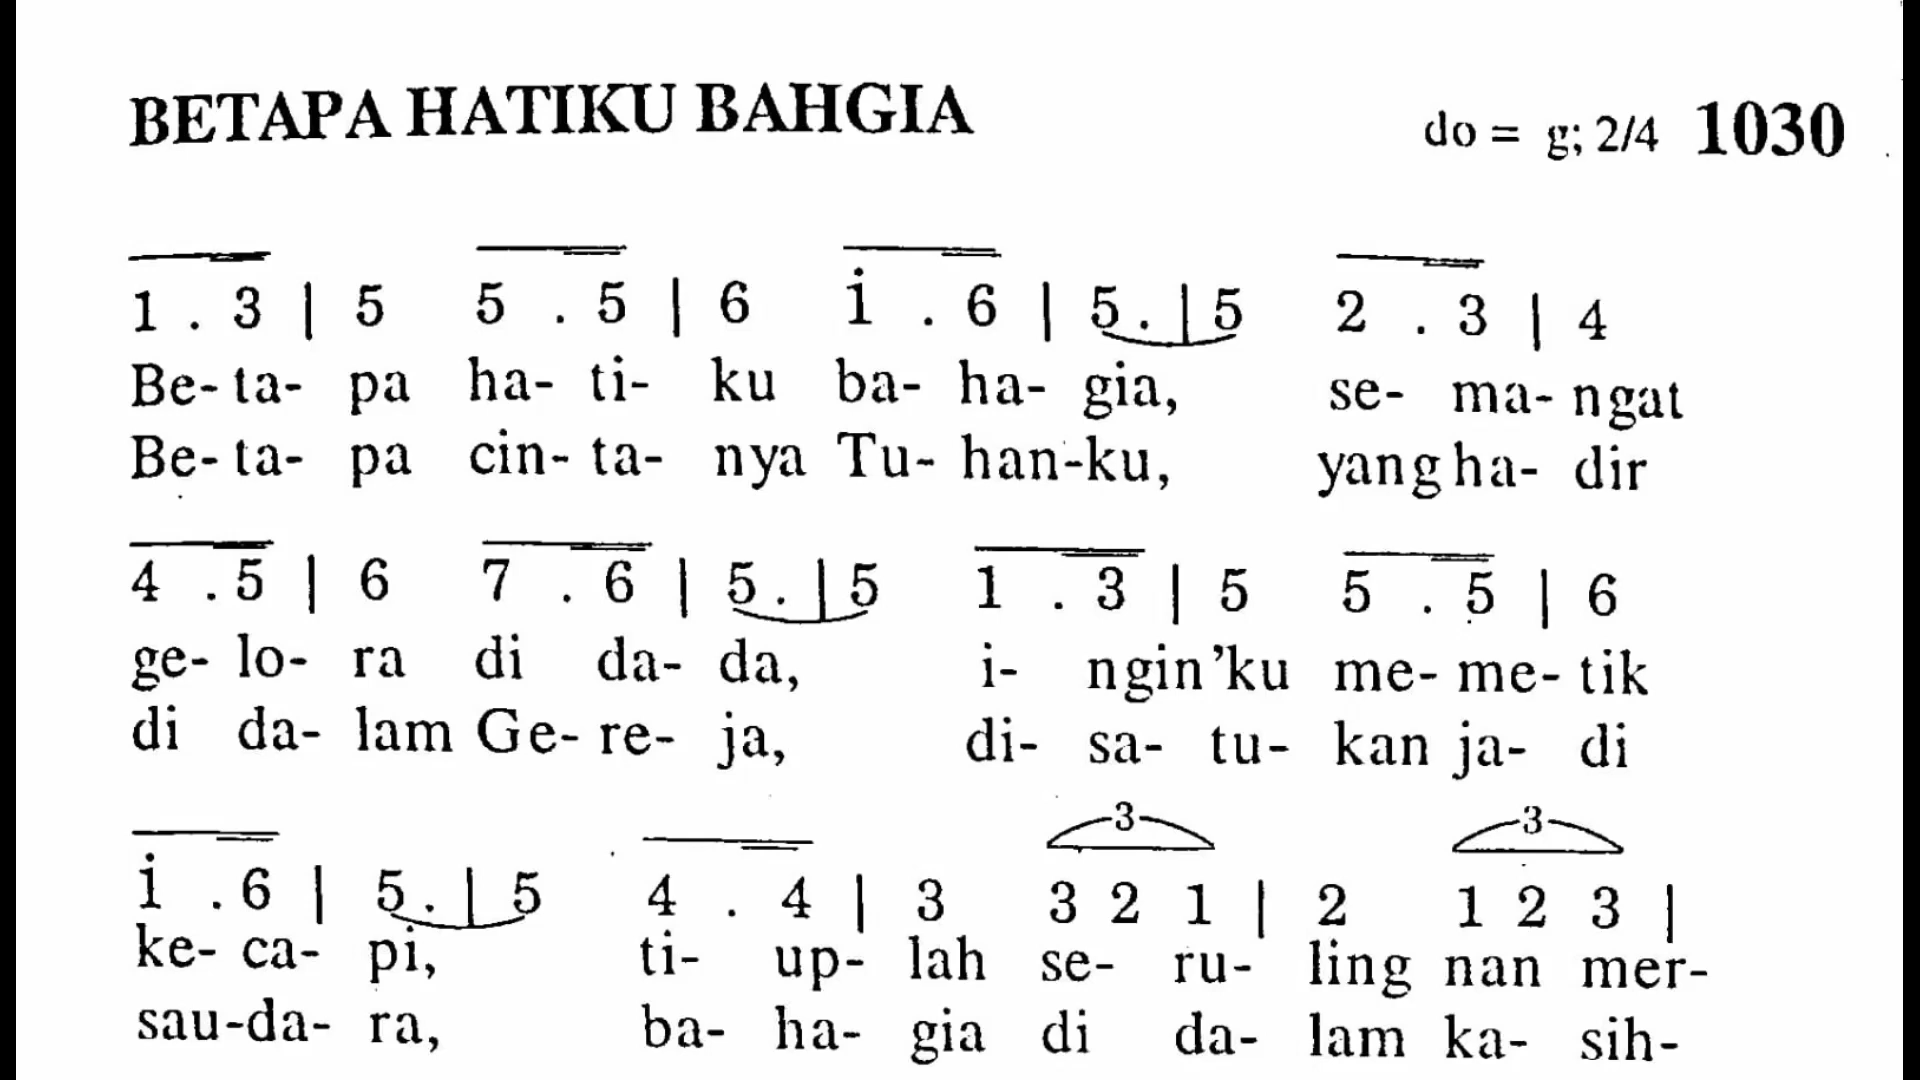 BETAPA HATIKU BAHGIA do = g; 2/4 1030
1 . 3 | 5 5 . 5 | 6 i . 6 | 5 . | 5 2 . 3 | 4
Be- ta- pa ha- ti- ku ba- ha- gia, se- ma- ngat
Be- ta- pa cin- ta- nya Tu- han-ku, yang ha- dir
4 . 5 | 6 7 . 6 | 5 . | 5 1 . 3 | 5 5 . 5 | 6
ge- lo- ra di da- da, i- ngin'ku me- me- tik
di da- lam Ge- re- ja, di- sa- tu- kan ja- di
3 3
i . 6 | 5 . | 5 4 . 4 | 3 3 2 1 | 2 1 2 3 |
ke- ca- pi, ti- up- lah se- ru- ling nan mer-
sau-da- ra, ba- ha- gia di da- lam ka- sih-